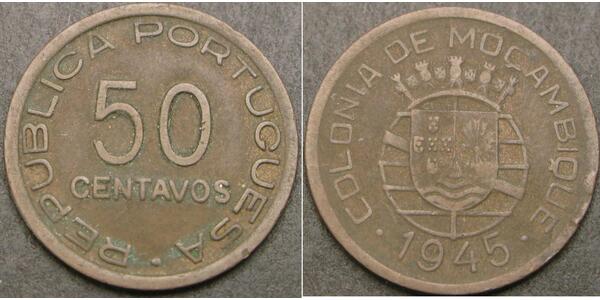 REPUBLICA PORTUGUESA
50
CENTAVOS
COLONIA DE MOÇAMBIQUE
1945